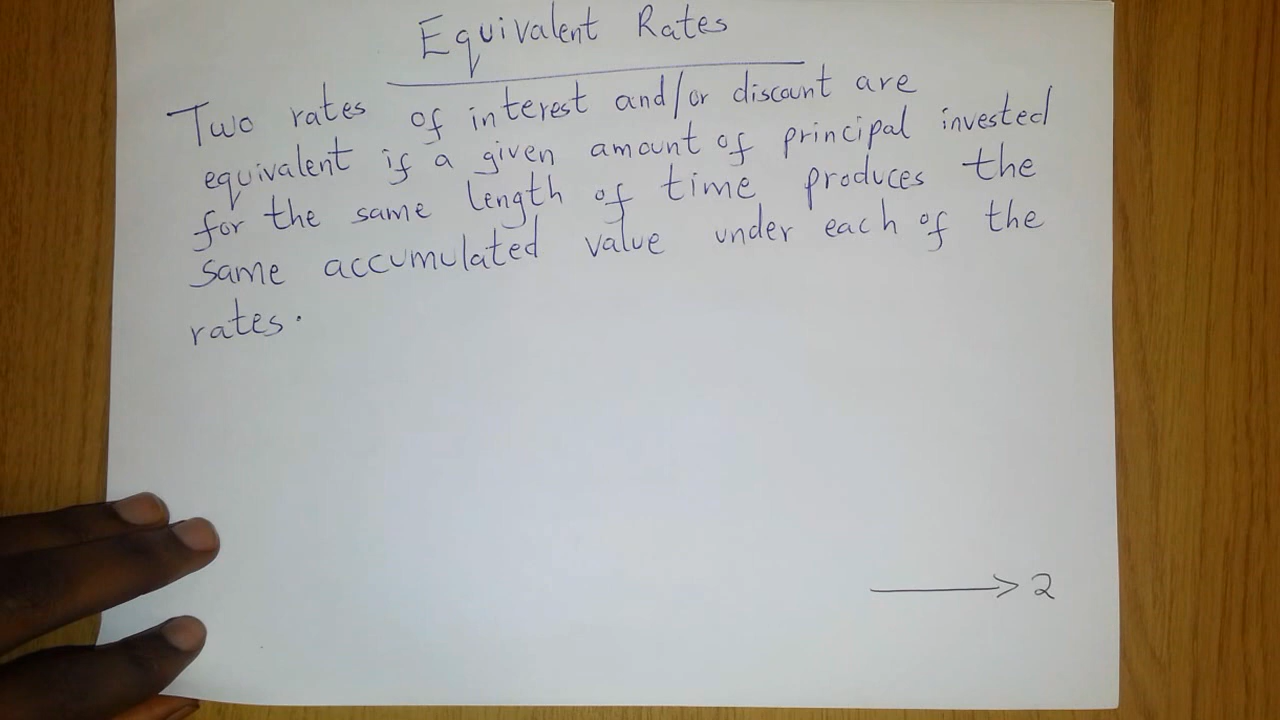 Equivalent Rates
Two rates of interest and/or discount are
equivalent if a given amount of principal invested
for the same length of time produces the
same accumulated value under each of the
rates.
→ 2